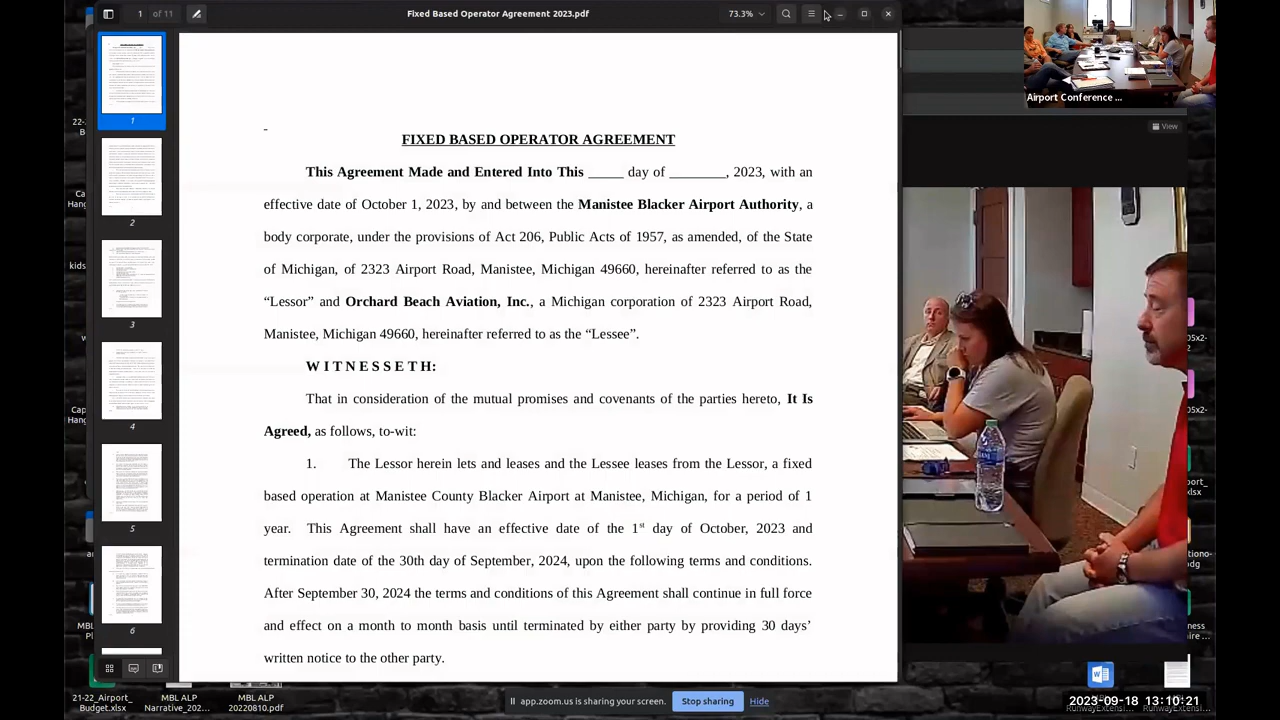 1 of 11
Fixed Based Operator Agreement 2023.pdf
73.3%
Airport Conference ...
View
FIXED BASED OPERATOR AGREEMENT
This Agreement Made and Entered Into this _____ day of ________, 2023, with an
effective date of October 1, 2023, by and between the Manistee Blacker Airport Authority, a
body corporate, under the provisions of Act 206, Public Acts of 1957, as amended, of the State
of Michigan, of 2323 Airport Road, Manistee, Michigan 49660, hereinafter referred to as the
“Lessor” and Orchard Beach Aviation, Inc., a Michigan corporation of 2323 Airport Road,
Manistee, Michigan 49660, hereinafter referred to as the “Lessee”.
W I T N E S S E T H:
That in consideration of the mutual promises and covenants of the parties hereto, It Is
Agreed, as follows, to-wit:
1. The Lessor herein lets and leases and the Lessee leases from the Lessor, a fixed
based operation at Manistee County Blacker Airport in Manistee, Michigan, for a period of 1
year. This Agreement shall have an effective date of the 1st day of October, 2023 and
termination date of the 30th day of September, 2024 upon the following terms and conditions.
After September 30, 2024 the terms and conditions of this Agreement shall continue in full force
and effect on a month to month basis until terminated by either party by providing 30 days’
written notice to the other party.
1
2
3
4
5
6
21-22_Airport_
Budget.xlsx
MBL ALP
Narrative_202...
MBL ALP
20220810.pdf
app.zoom.us is sharing your screen.
Stop sharing
Hide
2023-09-18 13:10:21